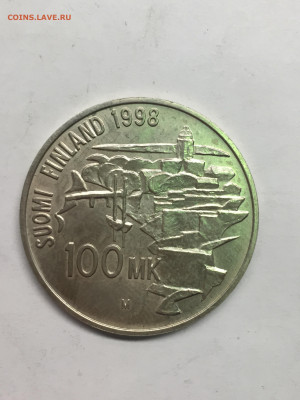 COINS.LAVE.RU
SUOMI FINLAND 1998
100 MK
M